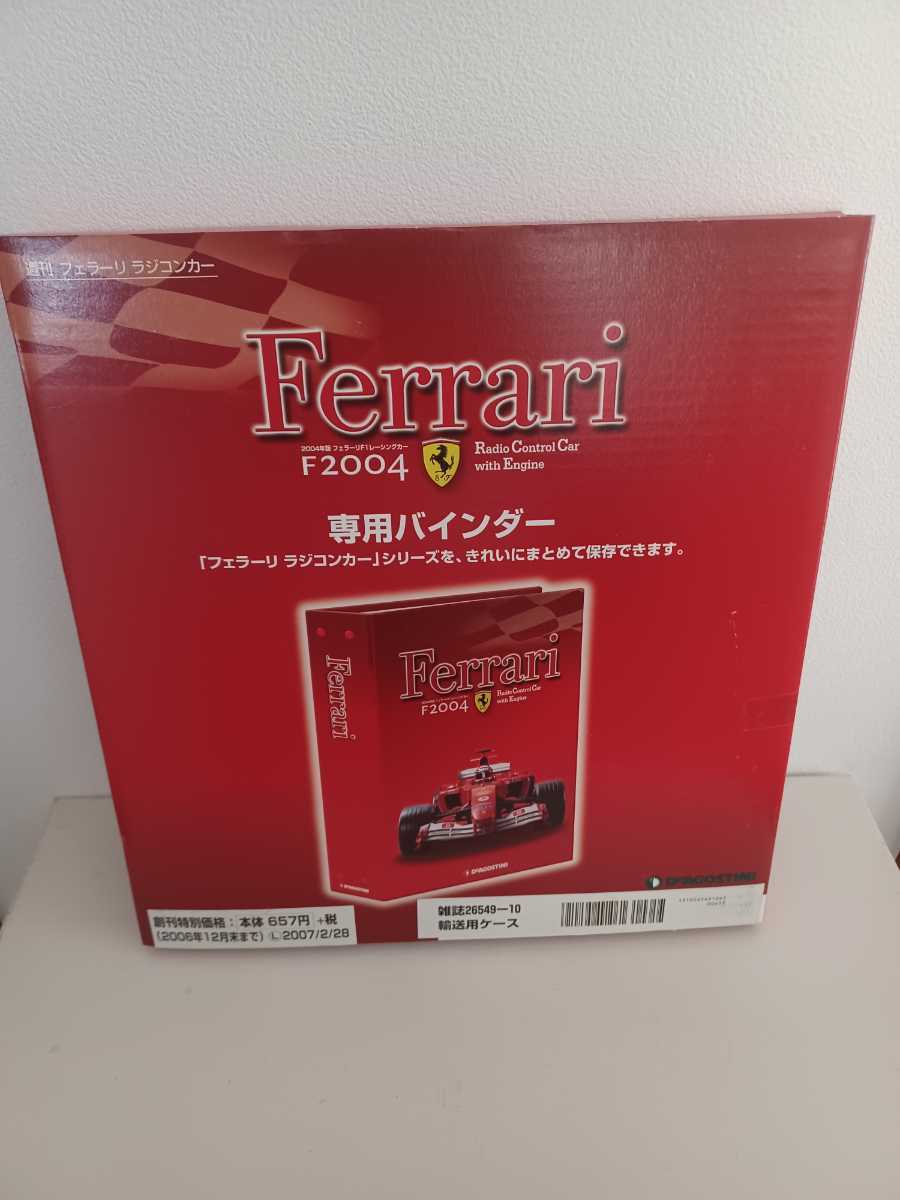 週刊 フェラーリ ラジコンカー
Ferrari
2004年版 フェラーリF1レーシングカー
F2004
Radio Control Car
with Engine
専用バインダー
「フェラーリ ラジコンカー」シリーズを、きれいにまとめて保存できます。
Ferrari
Ferrari
F2004
Radio Control Car
with Engine
DeAGOSTINI
DeAGOSTINI
創刊特別価格:本体 657円 +税
(2006年12月末まで) Ⓛ2007/2/28
雑誌26549-10
輸送用ケース